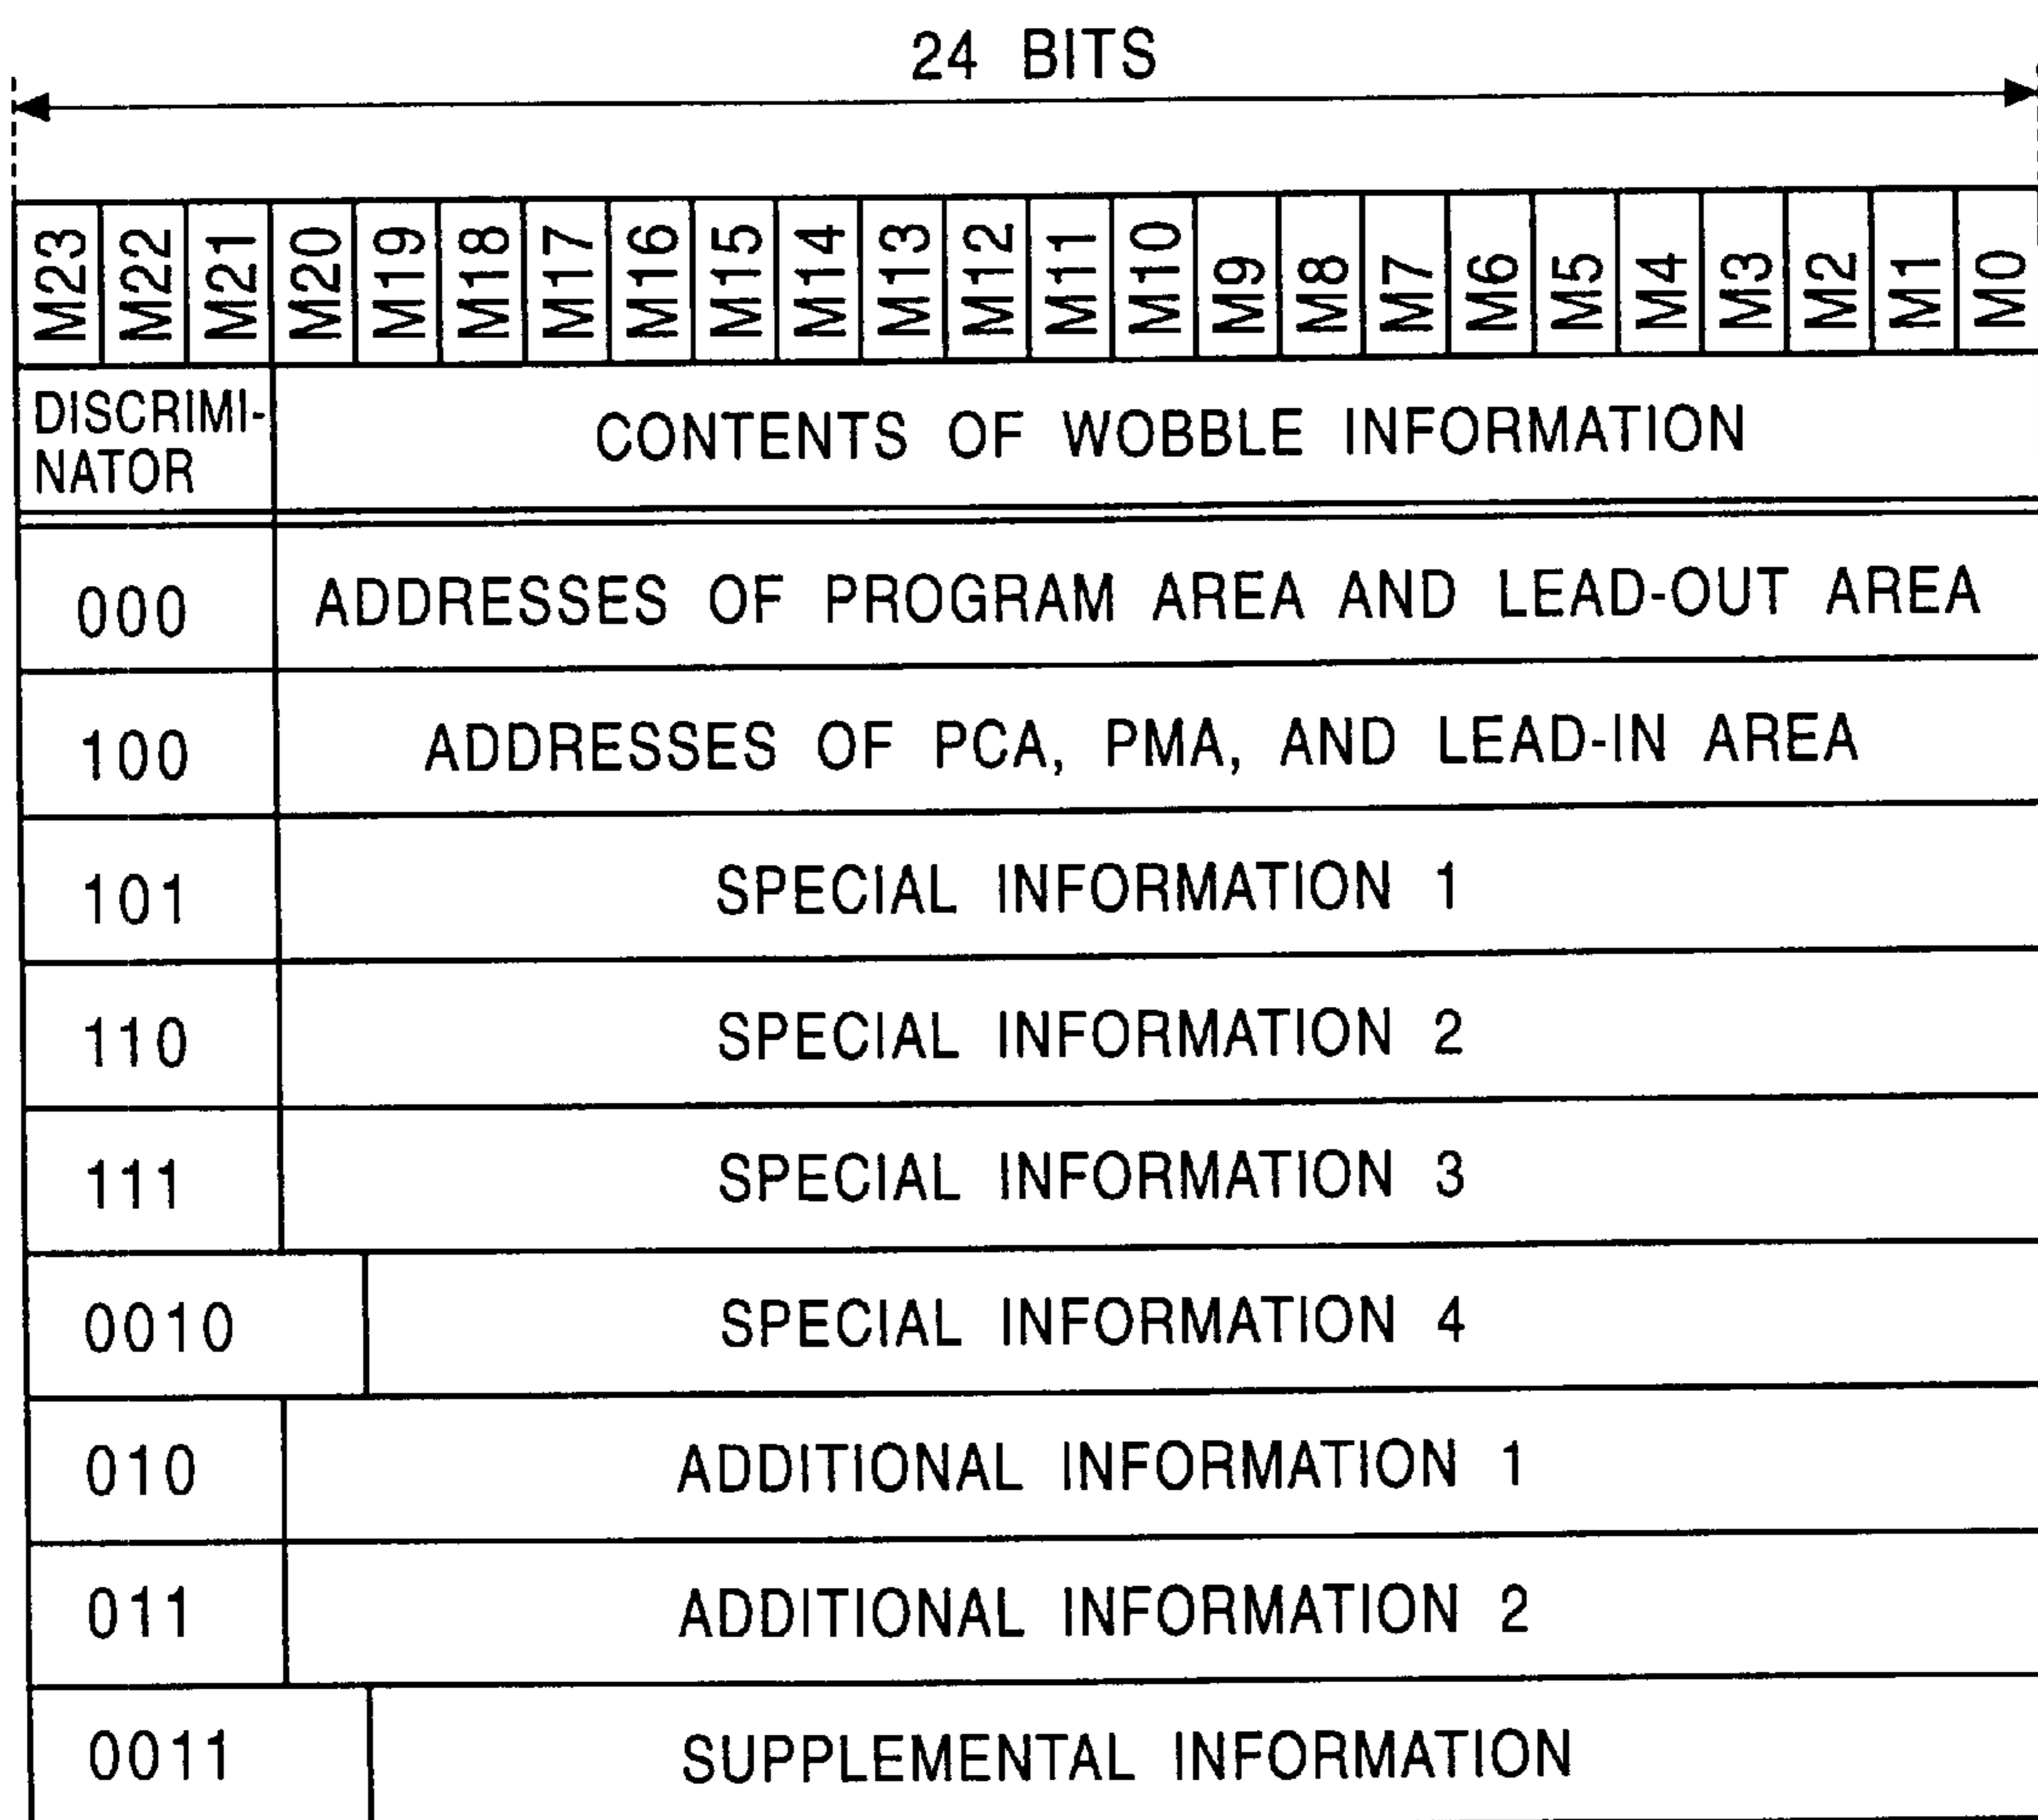 24 BITS
M23 M22 M21 M20 M19 M18 M17 M16 M15 M14 M13 M12 M11 M10 M9 M8 M7 M6 M5 M4 M3 M2 M1 M0
DISCRIMI-
NATOR
CONTENTS OF WOBBLE INFORMATION
000 ADDRESSES OF PROGRAM AREA AND LEAD-OUT AREA
100 ADDRESSES OF PCA, PMA, AND LEAD-IN AREA
101 SPECIAL INFORMATION 1
110 SPECIAL INFORMATION 2
111 SPECIAL INFORMATION 3
0010 SPECIAL INFORMATION 4
010 ADDITIONAL INFORMATION 1
011 ADDITIONAL INFORMATION 2
0011 SUPPLEMENTAL INFORMATION